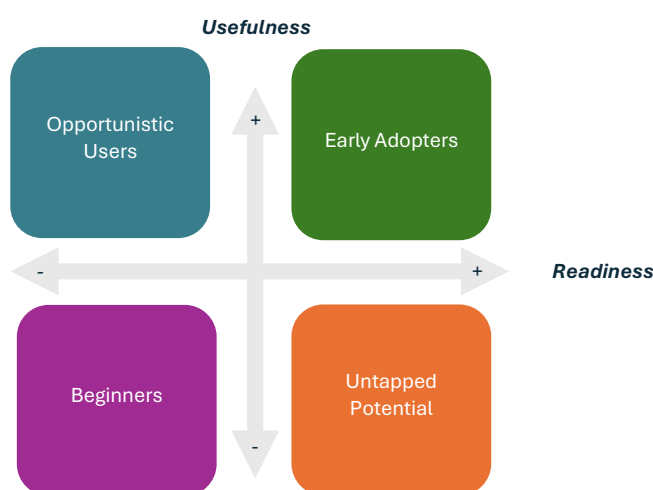 Usefulness
Opportunistic
Users
+
Early Adopters
-
+
Readiness
Beginners
Untapped
Potential
-